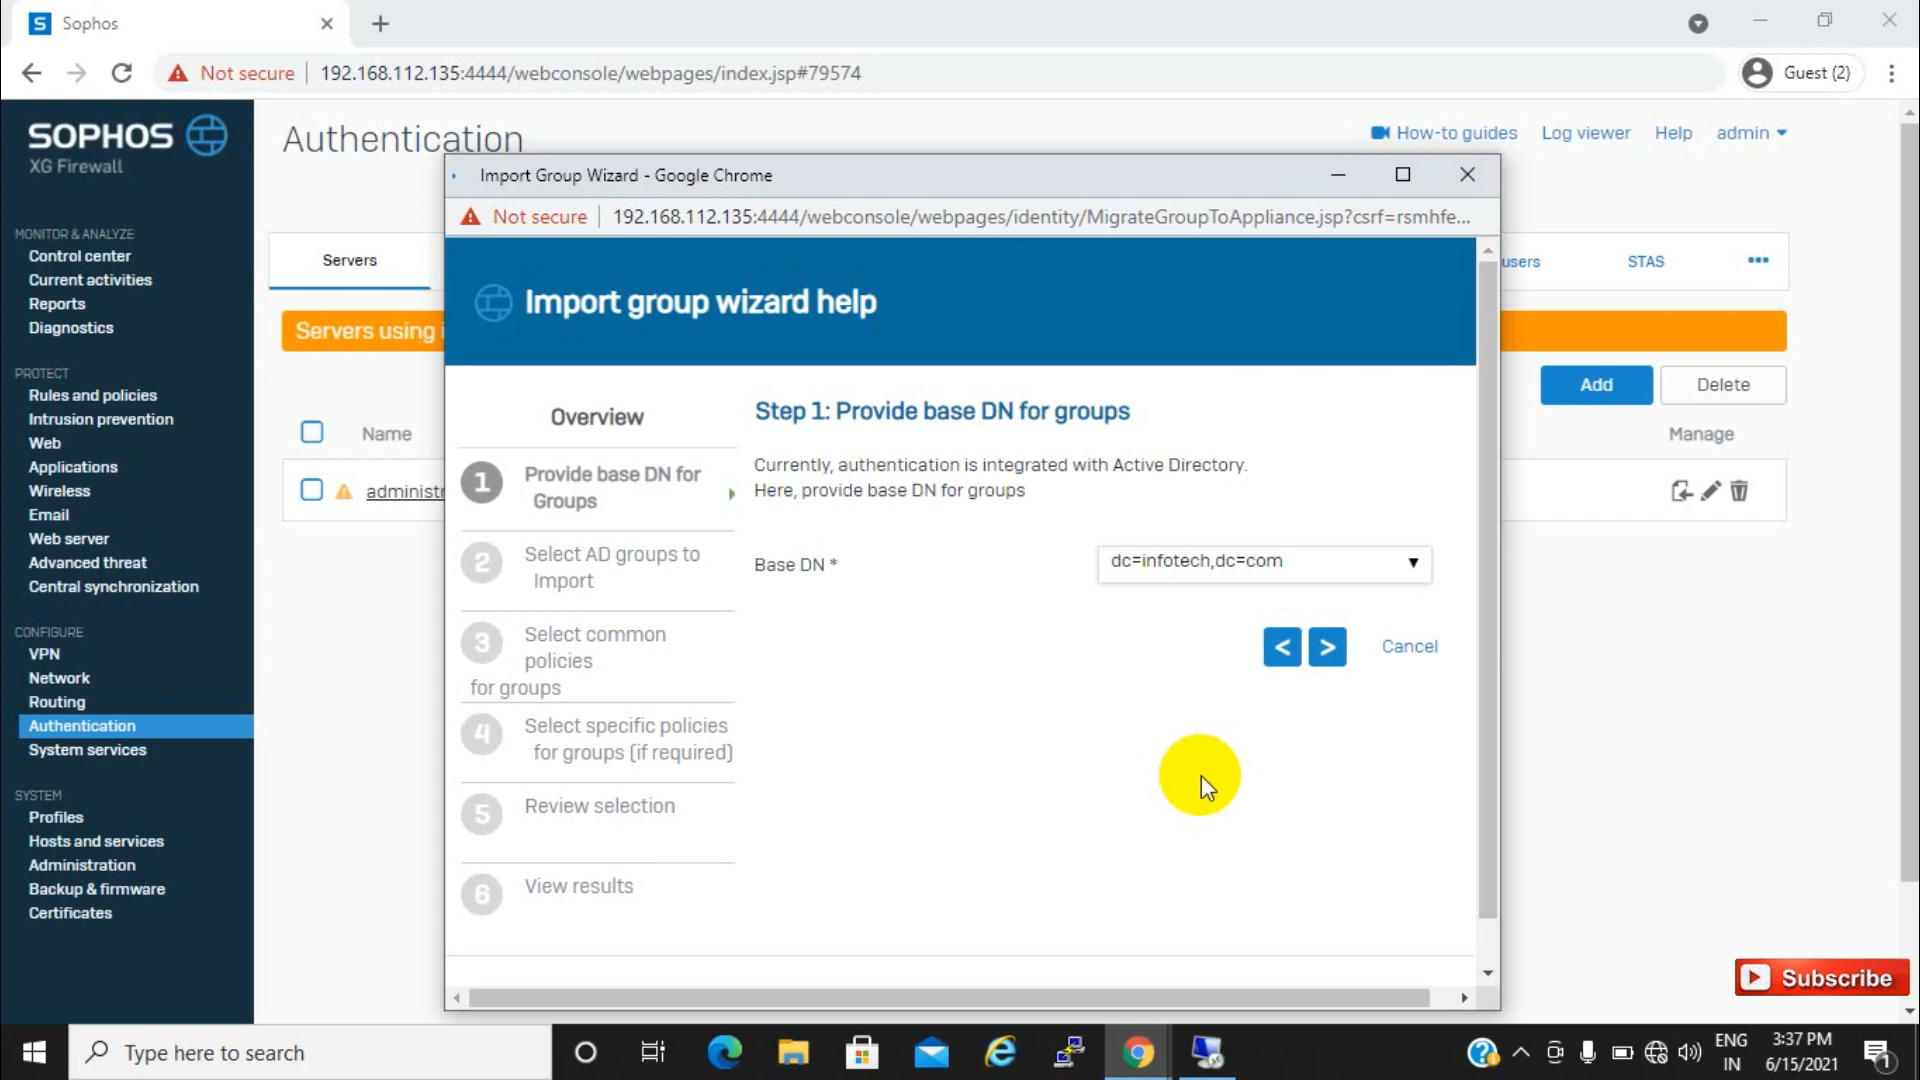 Sophos
Not secure
192.168.112.135:4444/webconsole/webpages/index.jsp#79574
Guest (2)
SOPHOS
XG Firewall
Authentication
How-to guides
Log viewer
Help
admin
MONITOR & ANALYZE
Control center
Current activities
Reports
Diagnostics
PROTECT
Rules and policies
Intrusion prevention
Web
Applications
Wireless
Email
Web server
Advanced threat
Central synchronization
CONFIGURE
VPN
Network
Routing
Authentication
System services
SYSTEM
Profiles
Hosts and services
Administration
Backup & firmware
Certificates
Servers
users
STAS
Servers using i
Add
Delete
Name
Manage
administr
Import Group Wizard - Google Chrome
Not secure
192.168.112.135:4444/webconsole/webpages/identity/MigrateGroupToAppliance.jsp?csrf=rsmhfe...
Import group wizard help
Overview
1
Provide base DN for
Groups
2
Select AD groups to
Import
3
Select common
policies
for groups
4
Select specific policies
for groups (if required)
5
Review selection
6
View results
Step 1: Provide base DN for groups
Currently, authentication is integrated with Active Directory.
Here, provide base DN for groups
Base DN *
dc=infotech,dc=com
<
>
Cancel
Subscribe
Type here to search
ENG
IN
3:37 PM
6/15/2021
1